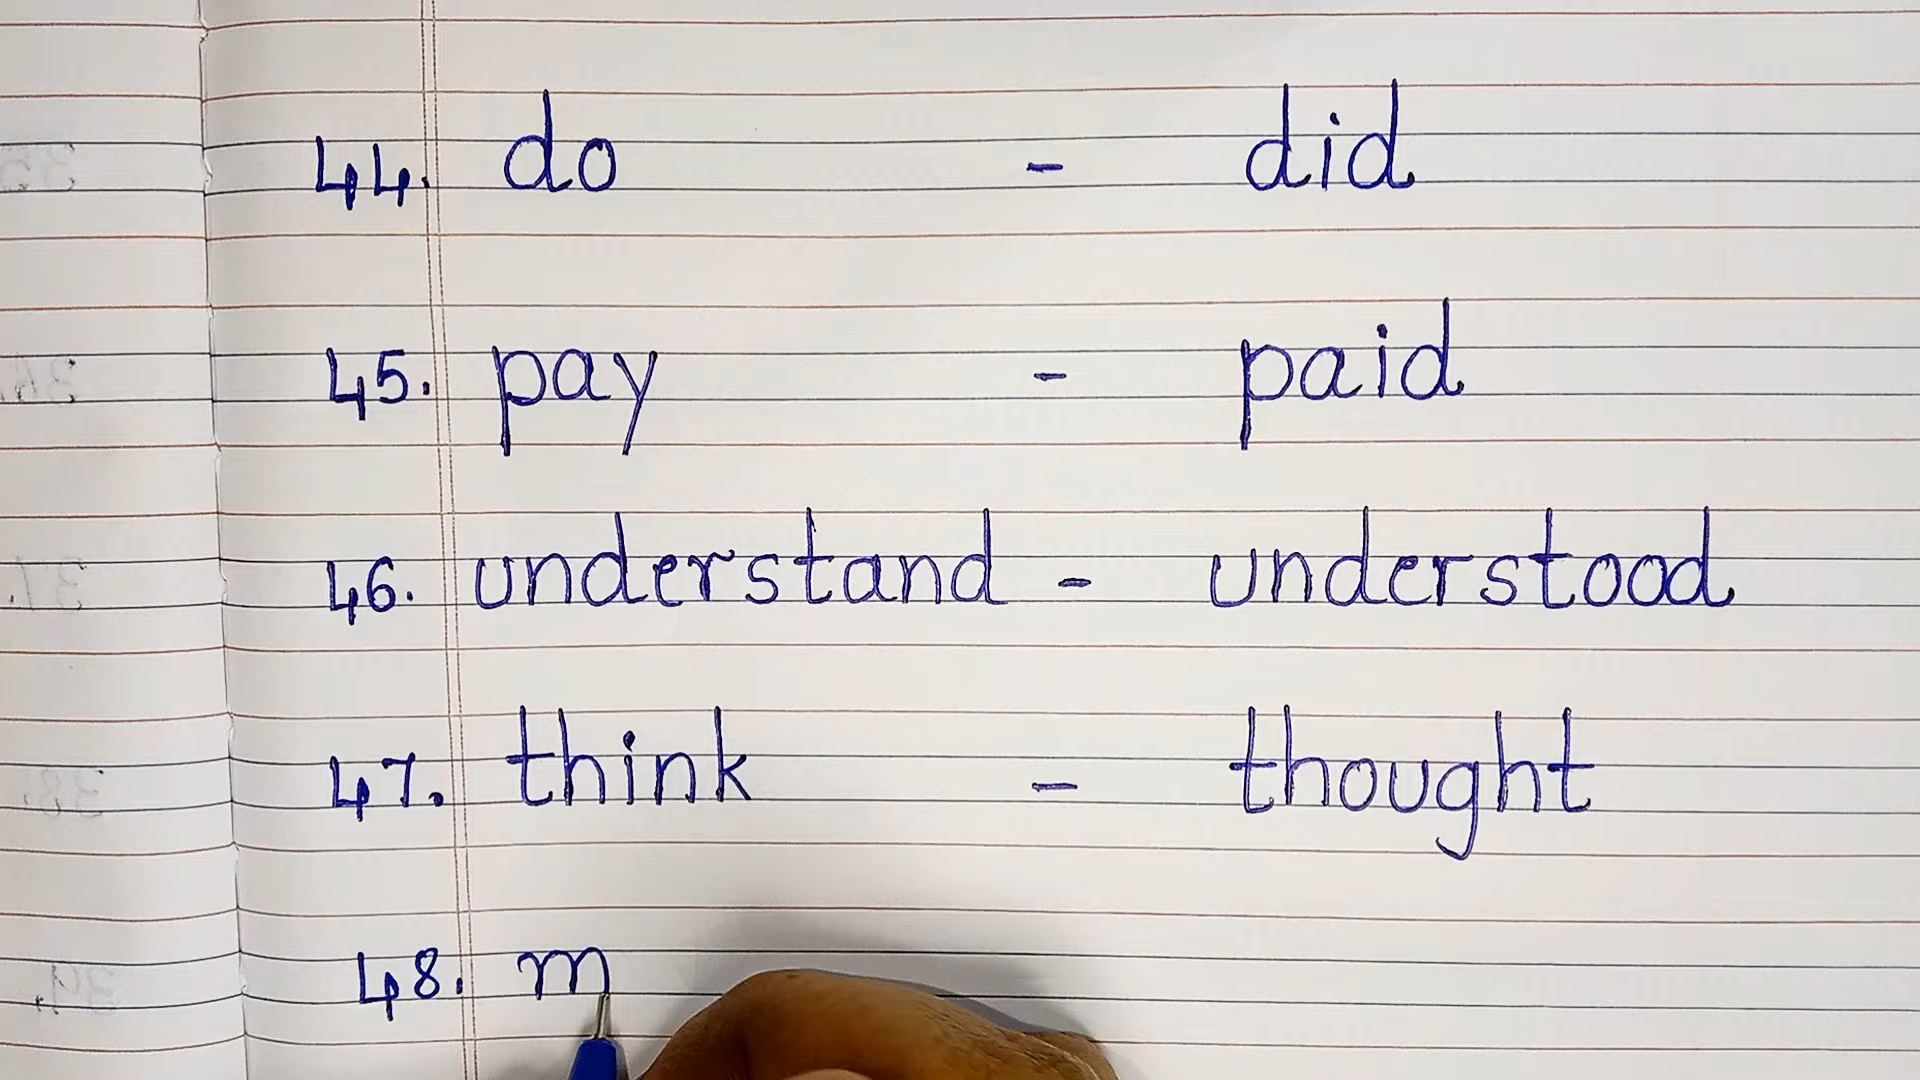 44. do - did
45. pay - paid
46. understand - understood
47. think - thought
48. m